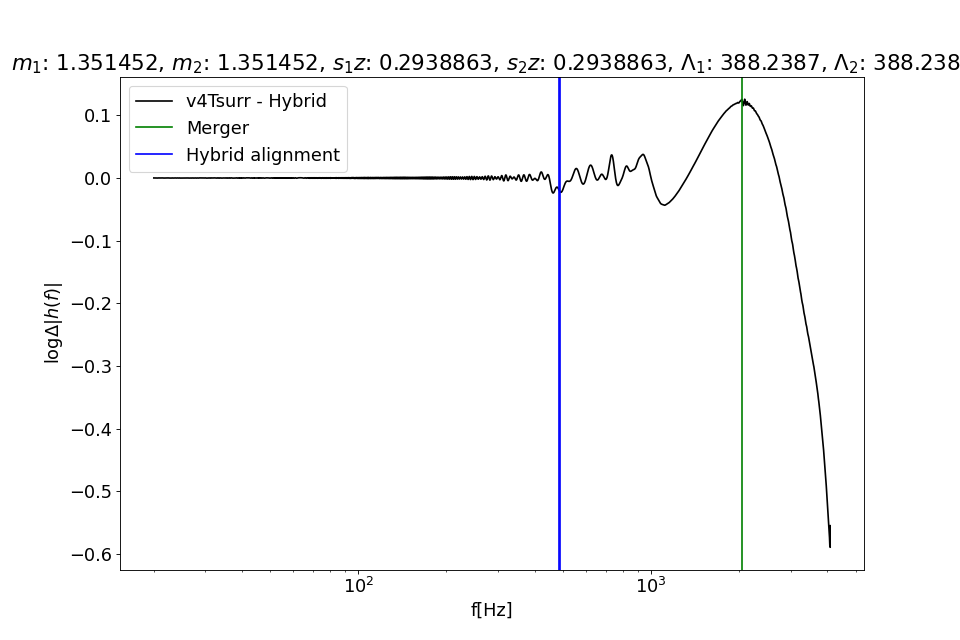 m₁: 1.351452, m₂: 1.351452, s₁z: 0.2938863, s₂z: 0.2938863, Λ₁: 388.2387, Λ₂: 388.238
v4Tsurr - Hybrid
Merger
Hybrid alignment
0.1
0.0
−0.1
−0.2
−0.3
−0.4
−0.5
−0.6
logΔ|h(f)|
10²
10³
f[Hz]